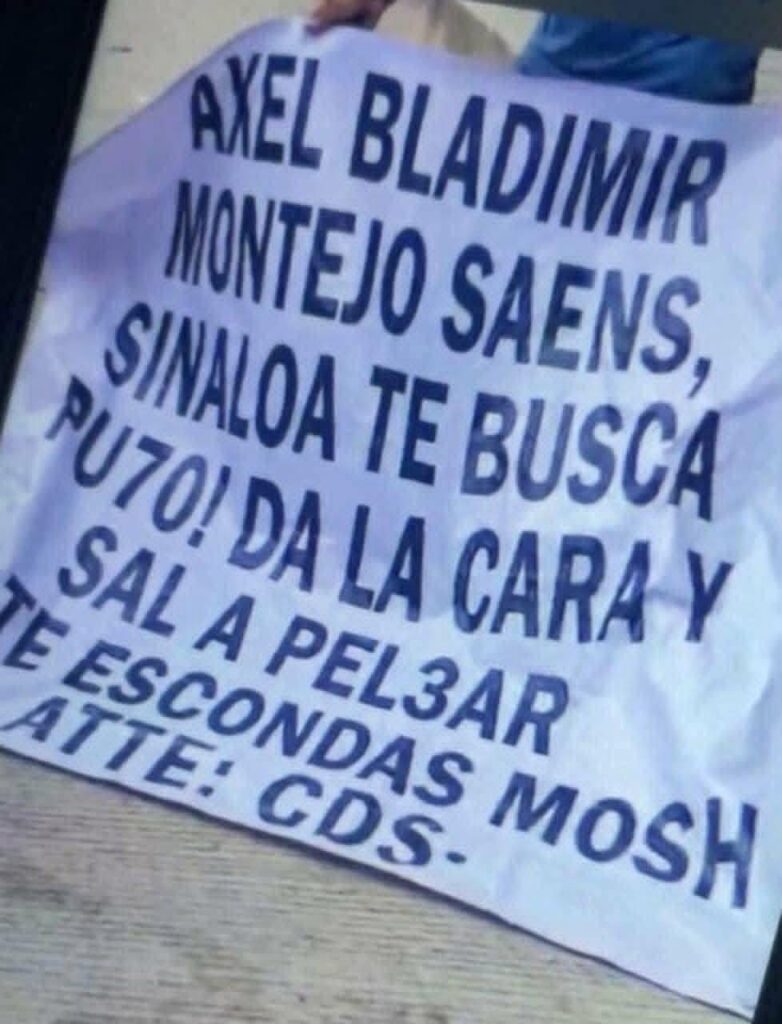 AXEL BLADIMIR
MONTEJO SAENS,
SINALOA TE BUSCA
PU70! DA LA CARA Y
SAL A PEL3AR
TE ESCONDAS MOSH
ATTE: CDS-